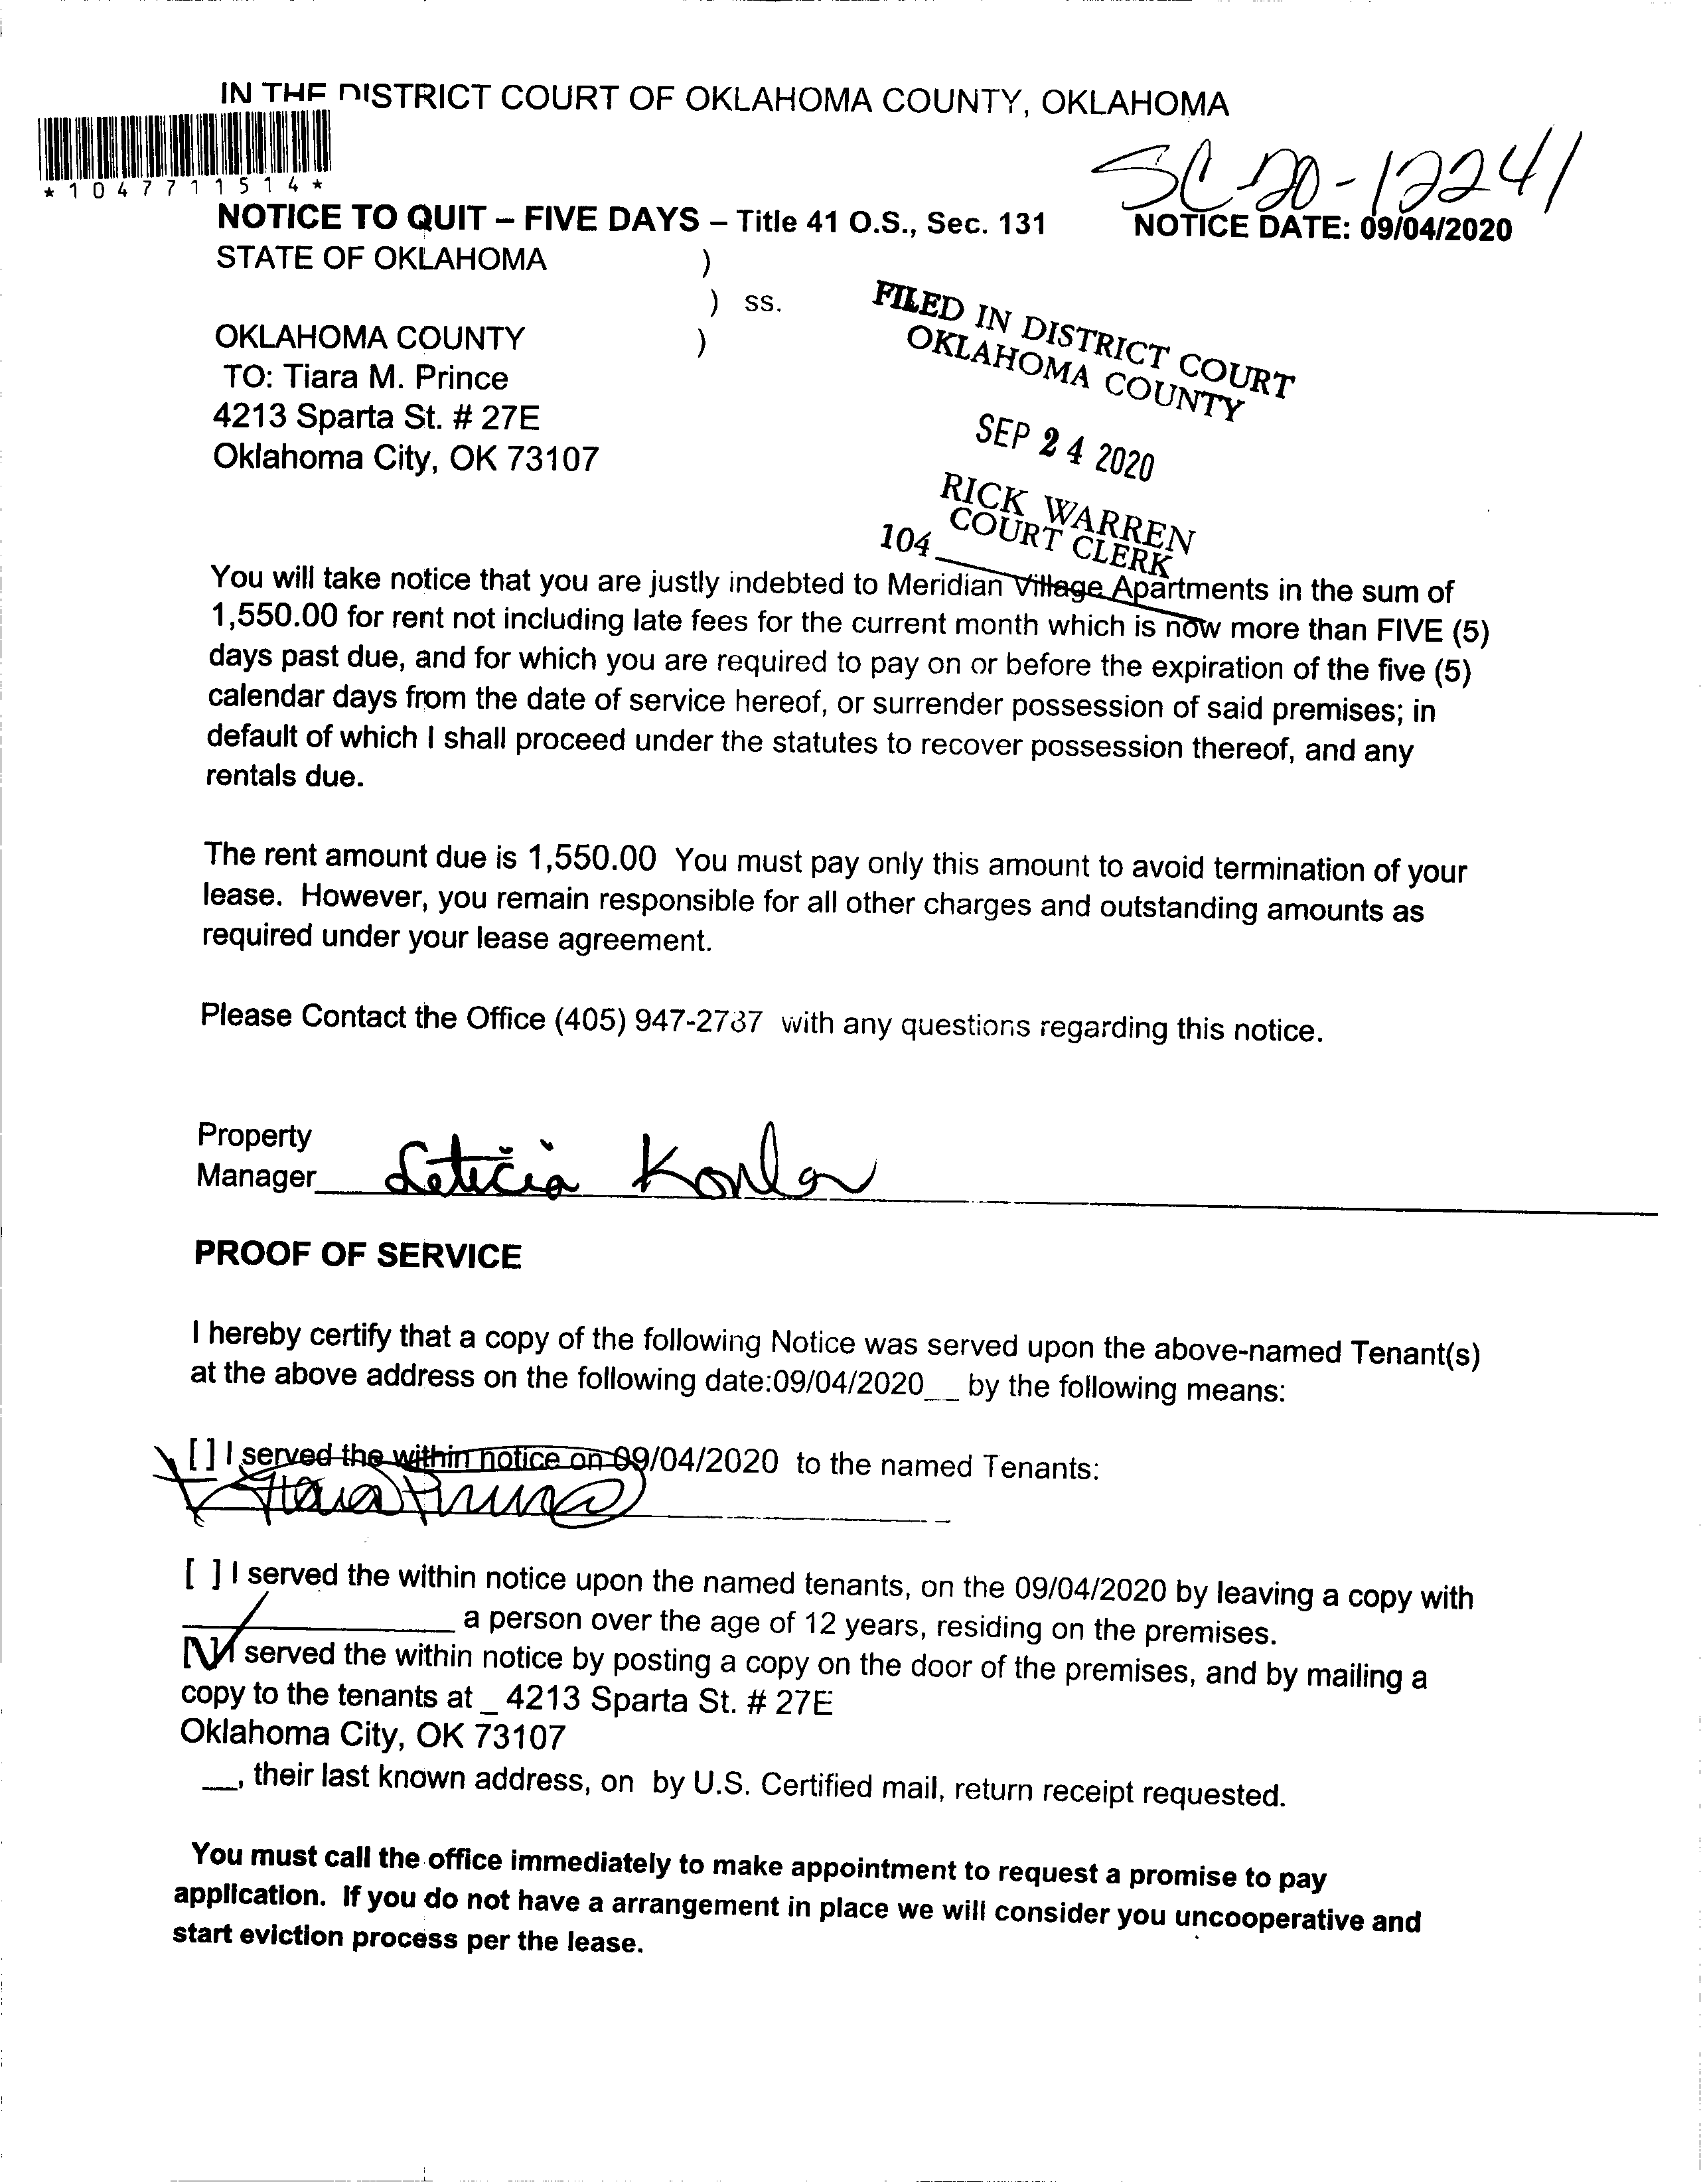 IN THE DISTRICT COURT OF OKLAHOMA COUNTY, OKLAHOMA
*1047711514*
SC-20-12241
NOTICE TO QUIT – FIVE DAYS – Title 41 O.S., Sec. 131 NOTICE DATE: 09/04/2020
STATE OF OKLAHOMA )
) ss.
OKLAHOMA COUNTY )
TO: Tiara M. Prince
4213 Sparta St. # 27E
Oklahoma City, OK 73107
FILED IN DISTRICT COURT
OKLAHOMA COUNTY
SEP 24 2020
RICK WARREN
COURT CLERK
104
You will take notice that you are justly indebted to Meridian Village Apartments in the sum of
1,550.00 for rent not including late fees for the current month which is now more than FIVE (5)
days past due, and for which you are required to pay on or before the expiration of the five (5)
calendar days from the date of service hereof, or surrender possession of said premises; in
default of which I shall proceed under the statutes to recover possession thereof, and any
rentals due.
The rent amount due is 1,550.00 You must pay only this amount to avoid termination of your
lease. However, you remain responsible for all other charges and outstanding amounts as
required under your lease agreement.
Please Contact the Office (405) 947-2787 with any questions regarding this notice.
Property
Manager Leticia
PROOF OF SERVICE
I hereby certify that a copy of the following Notice was served upon the above-named Tenant(s)
at the above address on the following date:09/04/2020__ by the following means:
[ ] I served the within notice on 09/04/2020 to the named Tenants:
[ ] I served the within notice upon the named tenants, on the 09/04/2020 by leaving a copy with
a person over the age of 12 years, residing on the premises.
[✓] I served the within notice by posting a copy on the door of the premises, and by mailing a
copy to the tenants at _ 4213 Sparta St. # 27E
Oklahoma City, OK 73107
__, their last known address, on by U.S. Certified mail, return receipt requested.
You must call the office immediately to make appointment to request a promise to pay
application. If you do not have a arrangement in place we will consider you uncooperative and
start eviction process per the lease.